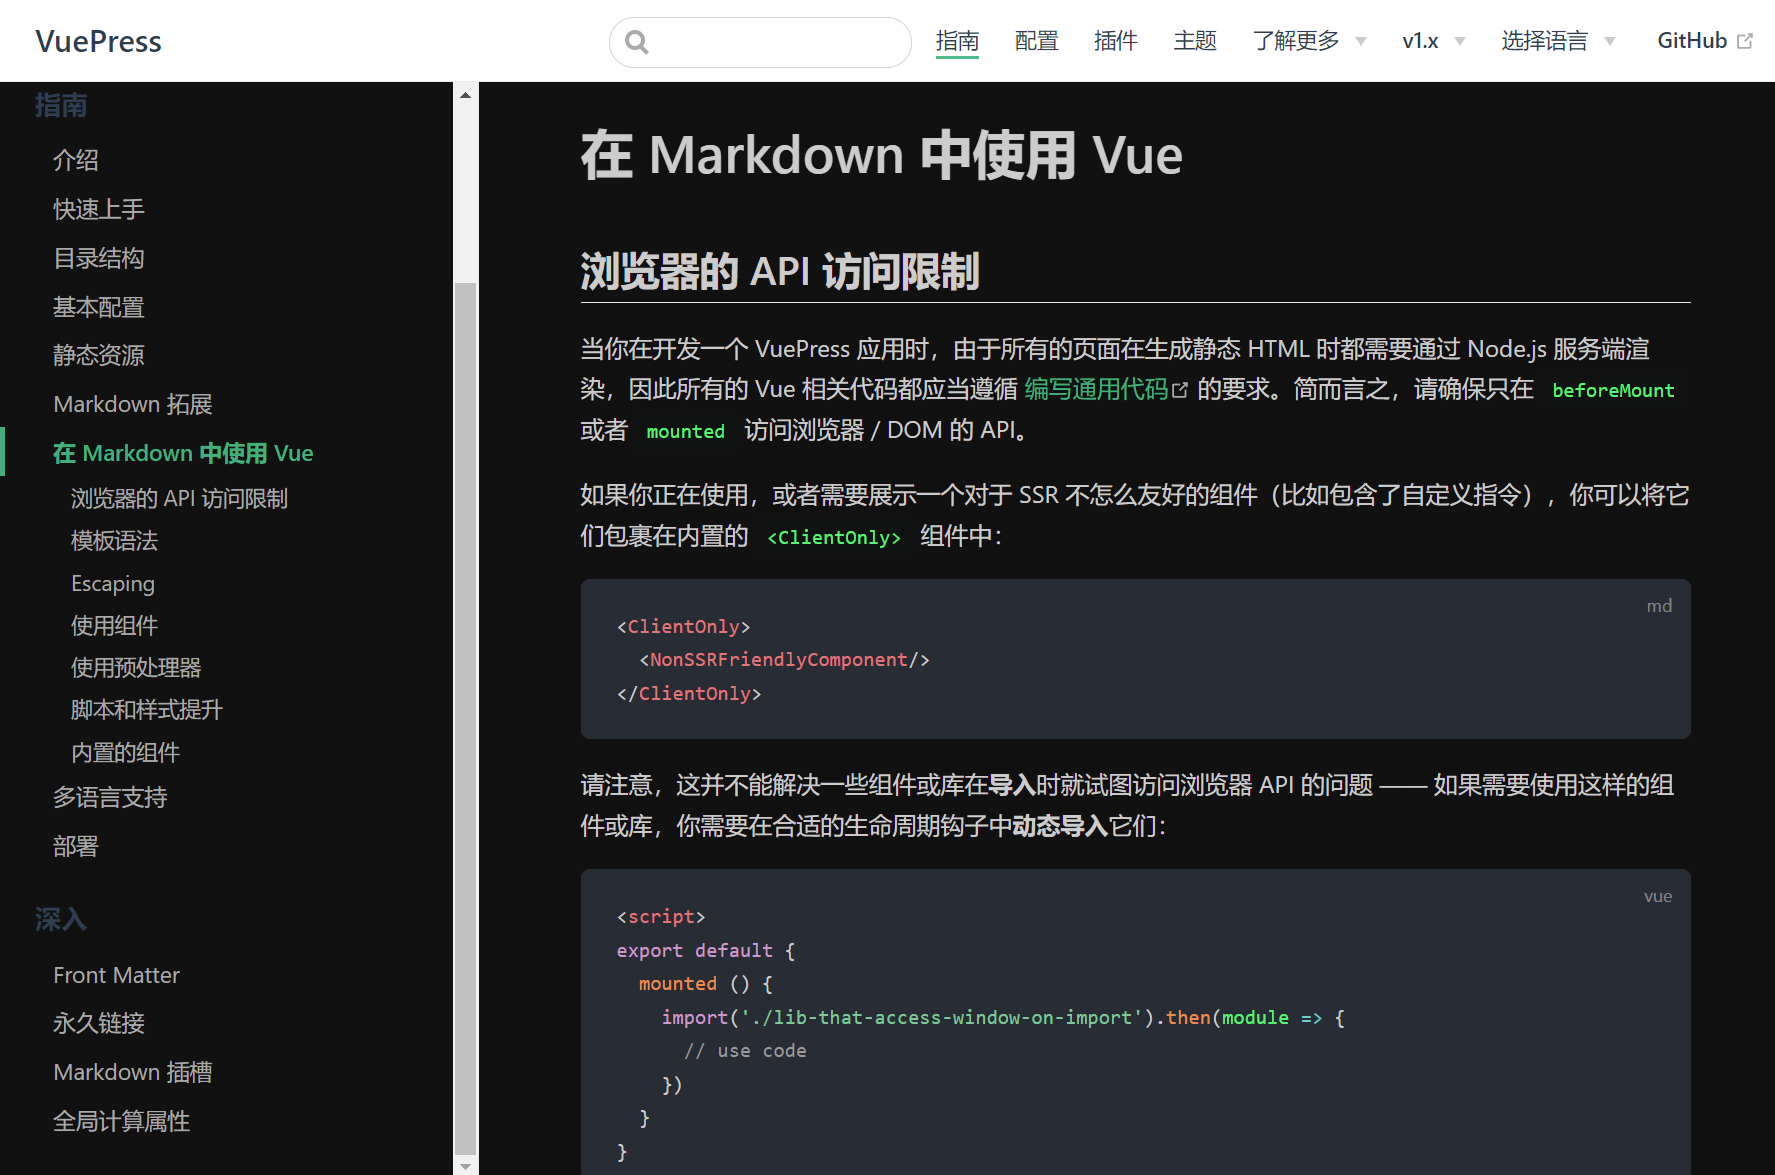 VuePress
指南
配置
插件
主题
了解更多
v1.x
选择语言
GitHub
指南
介绍
快速上手
目录结构
基本配置
静态资源
Markdown 拓展
在 Markdown 中使用 Vue
浏览器的 API 访问限制
模板语法
Escaping
使用组件
使用预处理器
脚本和样式提升
内置的组件
多语言支持
部署
深入
Front Matter
永久链接
Markdown 插槽
全局计算属性
在 Markdown 中使用 Vue
浏览器的 API 访问限制
当你在开发一个 VuePress 应用时，由于所有的页面在生成静态 HTML 时都需要通过 Node.js 服务端渲
染，因此所有的 Vue 相关代码都应当遵循 编写通用代码 的要求。简而言之，请确保只在 beforeMount
或者 mounted 访问浏览器 / DOM 的 API。
如果你正在使用，或者需要展示一个对于 SSR 不怎么友好的组件（比如包含了自定义指令），你可以将它
们包裹在内置的 <ClientOnly> 组件中：
md
<ClientOnly>
  <NonSSRFriendlyComponent/>
</ClientOnly>
请注意，这并不能解决一些组件或库在导入时就试图访问浏览器 API 的问题 —— 如果需要使用这样的组
件或库，你需要在合适的生命周期钩子中动态导入它们：
vue
<script>
export default {
  mounted () {
    import('./lib-that-access-window-on-import').then(module => {
      // use code
    })
  }
}